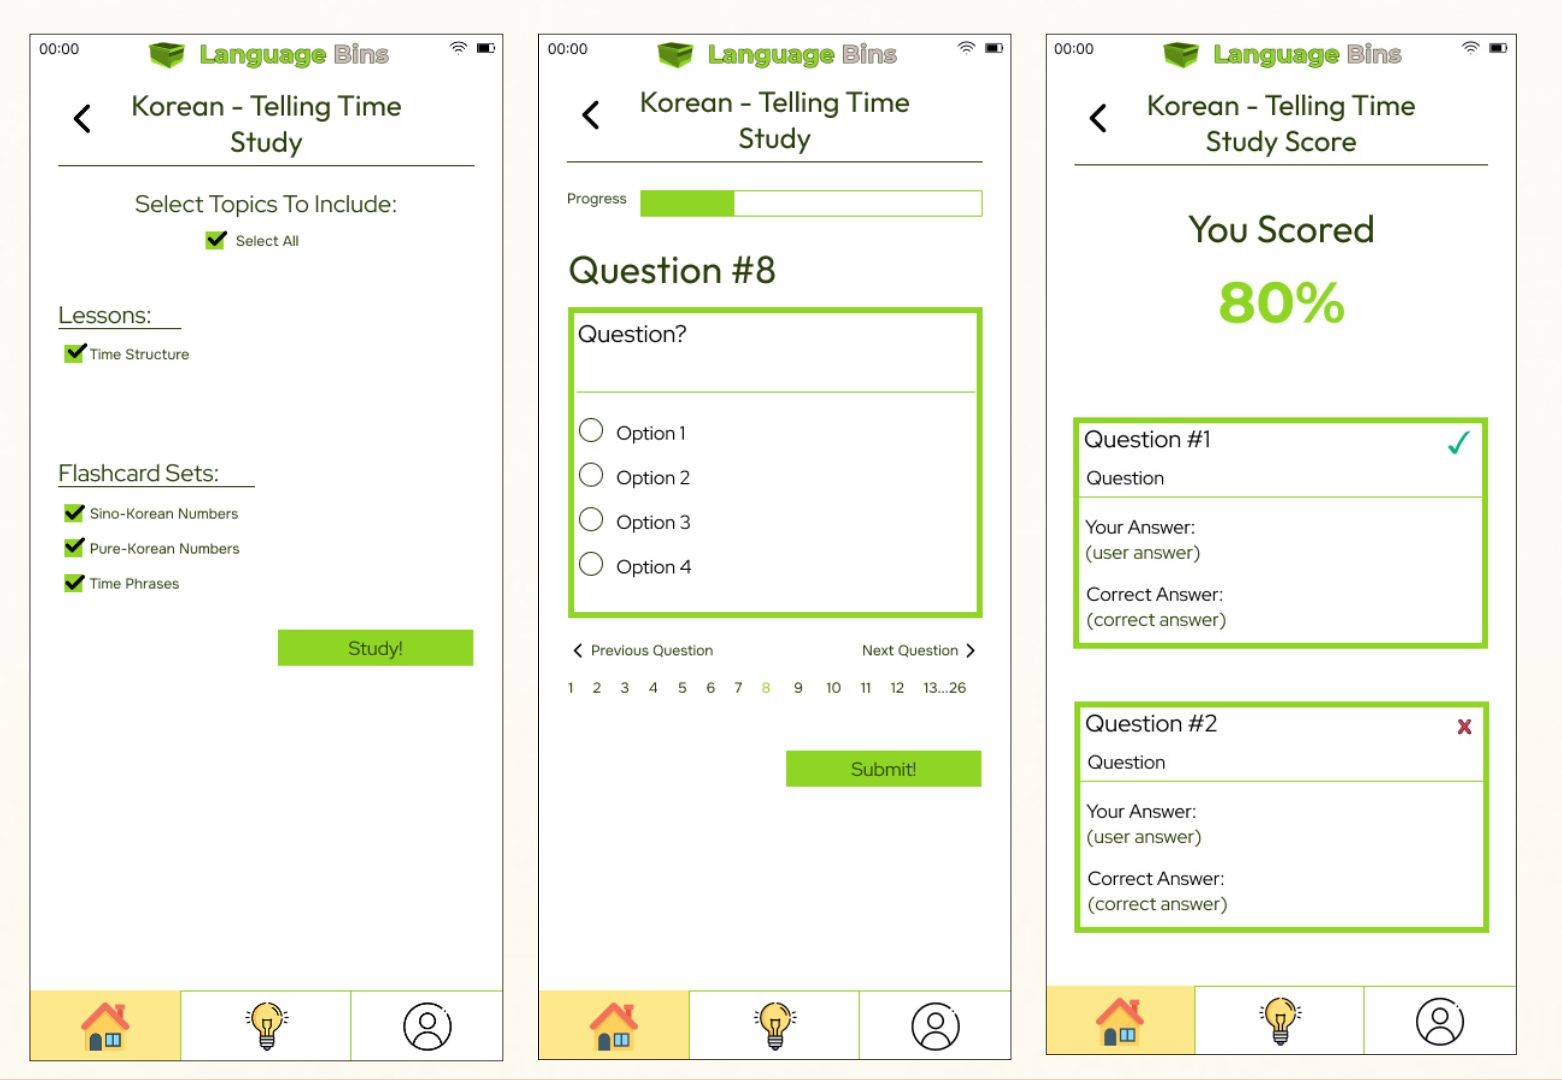 00:00
Language Bins
Korean - Telling Time
Study
Select Topics To Include:
Select All
Lessons:
Time Structure
Flashcard Sets:
Sino-Korean Numbers
Pure-Korean Numbers
Time Phrases
Study!
00:00
Language Bins
Korean - Telling Time
Study
Progress
Question #8
Question?
Option 1
Option 2
Option 3
Option 4
Previous Question Next Question
1 2 3 4 5 6 7 8 9 10 11 12 13...26
Submit!
00:00
Language Bins
Korean - Telling Time
Study Score
You Scored
80%
Question #1
Question
Your Answer:
(user answer)
Correct Answer:
(correct answer)
Question #2
Question
Your Answer:
(user answer)
Correct Answer:
(correct answer)